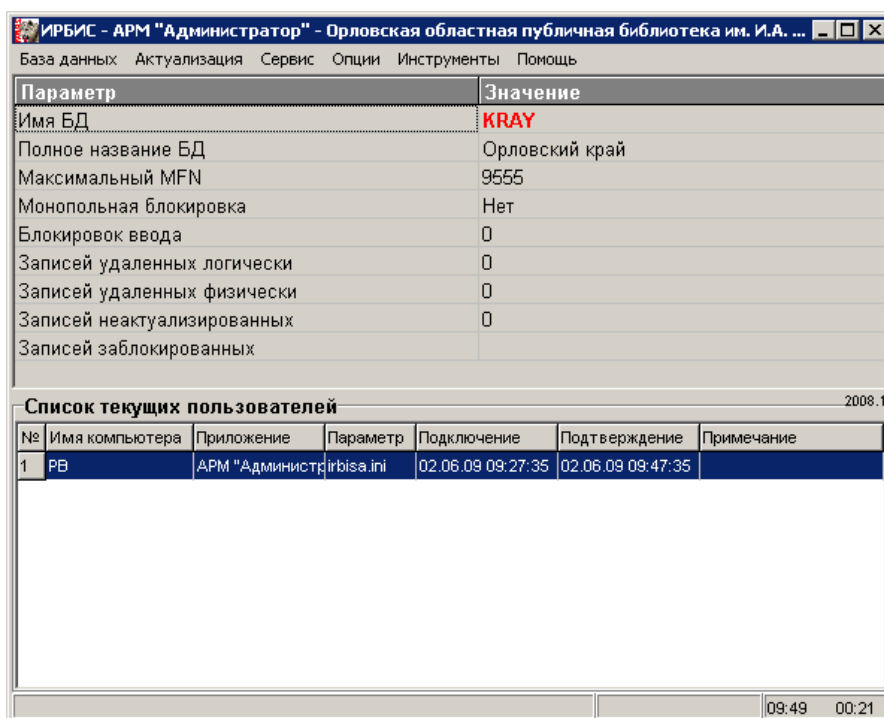 ИРБИС - АРМ "Администратор" - Орловская областная публичная библиотека им. И.А. ...
База данных Актуализация Сервис Опции Инструменты Помощь
Параметр Значение
Имя БД KRAY
Полное название БД Орловский край
Максимальный MFN 9555
Монопольная блокировка Нет
Блокировок ввода 0
Записей удаленных логически 0
Записей удаленных физически 0
Записей неактуализированных 0
Записей заблокированных
Список текущих пользователей 2008.1
№ Имя компьютера Приложение Параметр Подключение Подтверждение Примечание
1 PB АРМ "Администр irbisa.ini 02.06.09 09:27:35 02.06.09 09:47:35
09:49 00:21